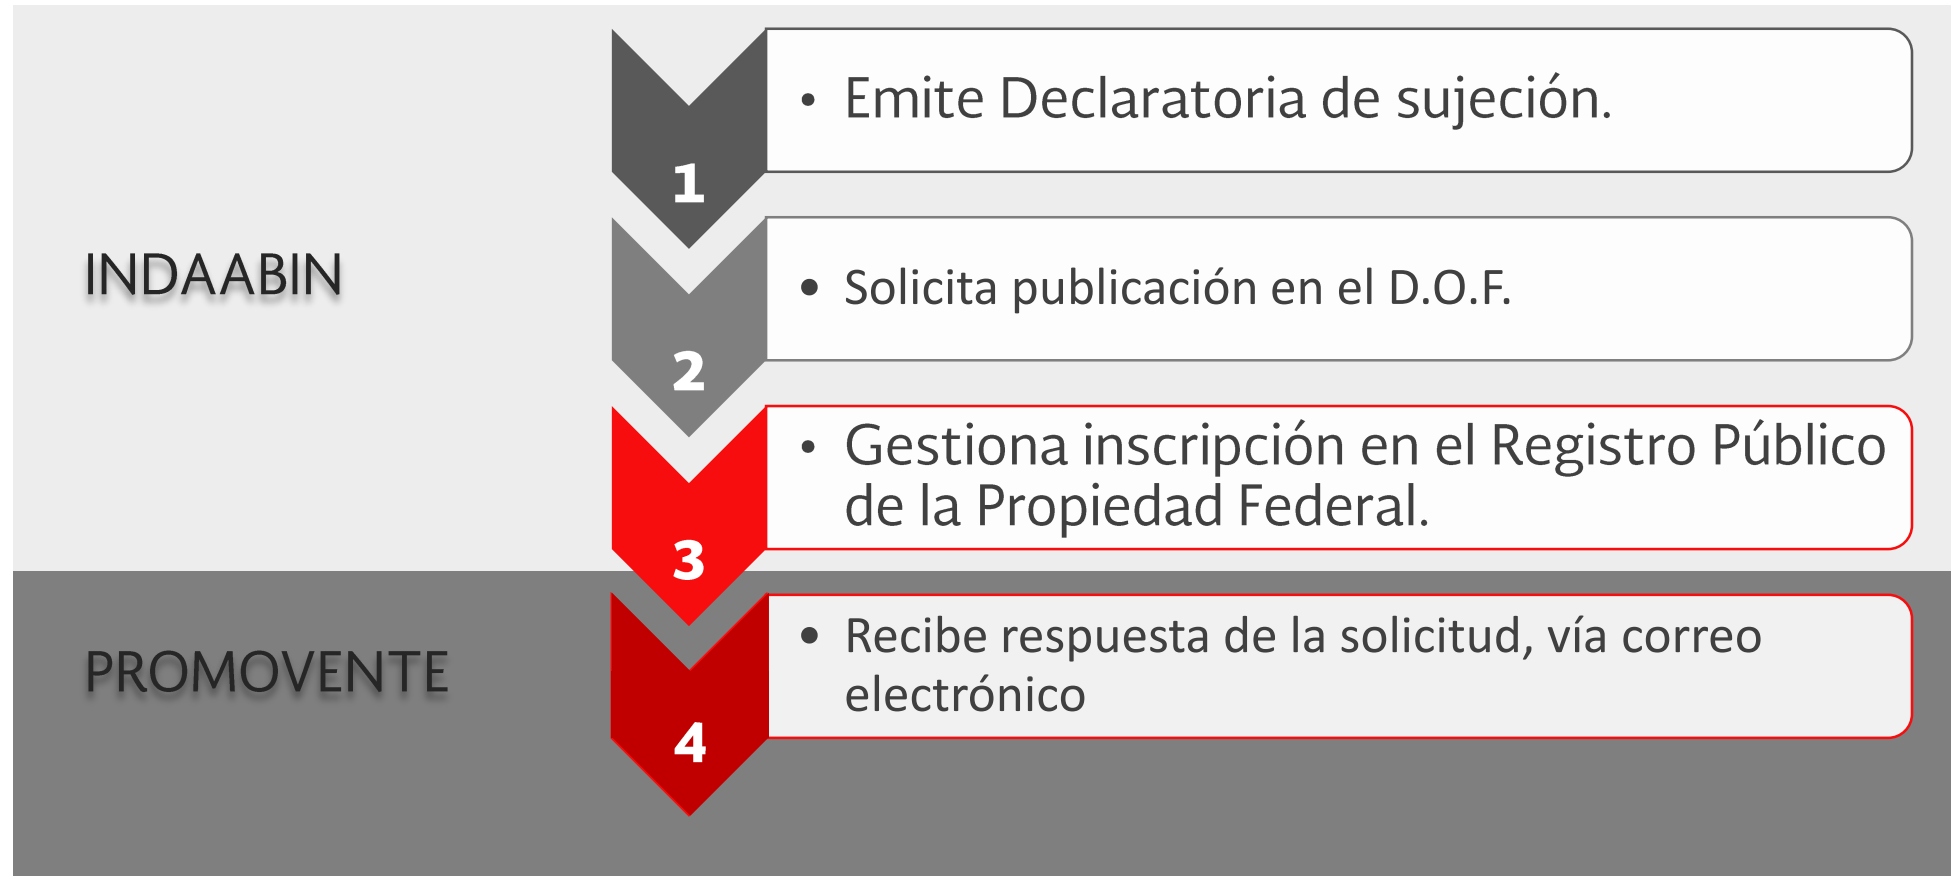 INDAABIN
1
• Emite Declaratoria de sujeción.
2
• Solicita publicación en el D.O.F.
3
• Gestiona inscripción en el Registro Público
de la Propiedad Federal.
PROMOVENTE
4
• Recibe respuesta de la solicitud, vía correo
electrónico